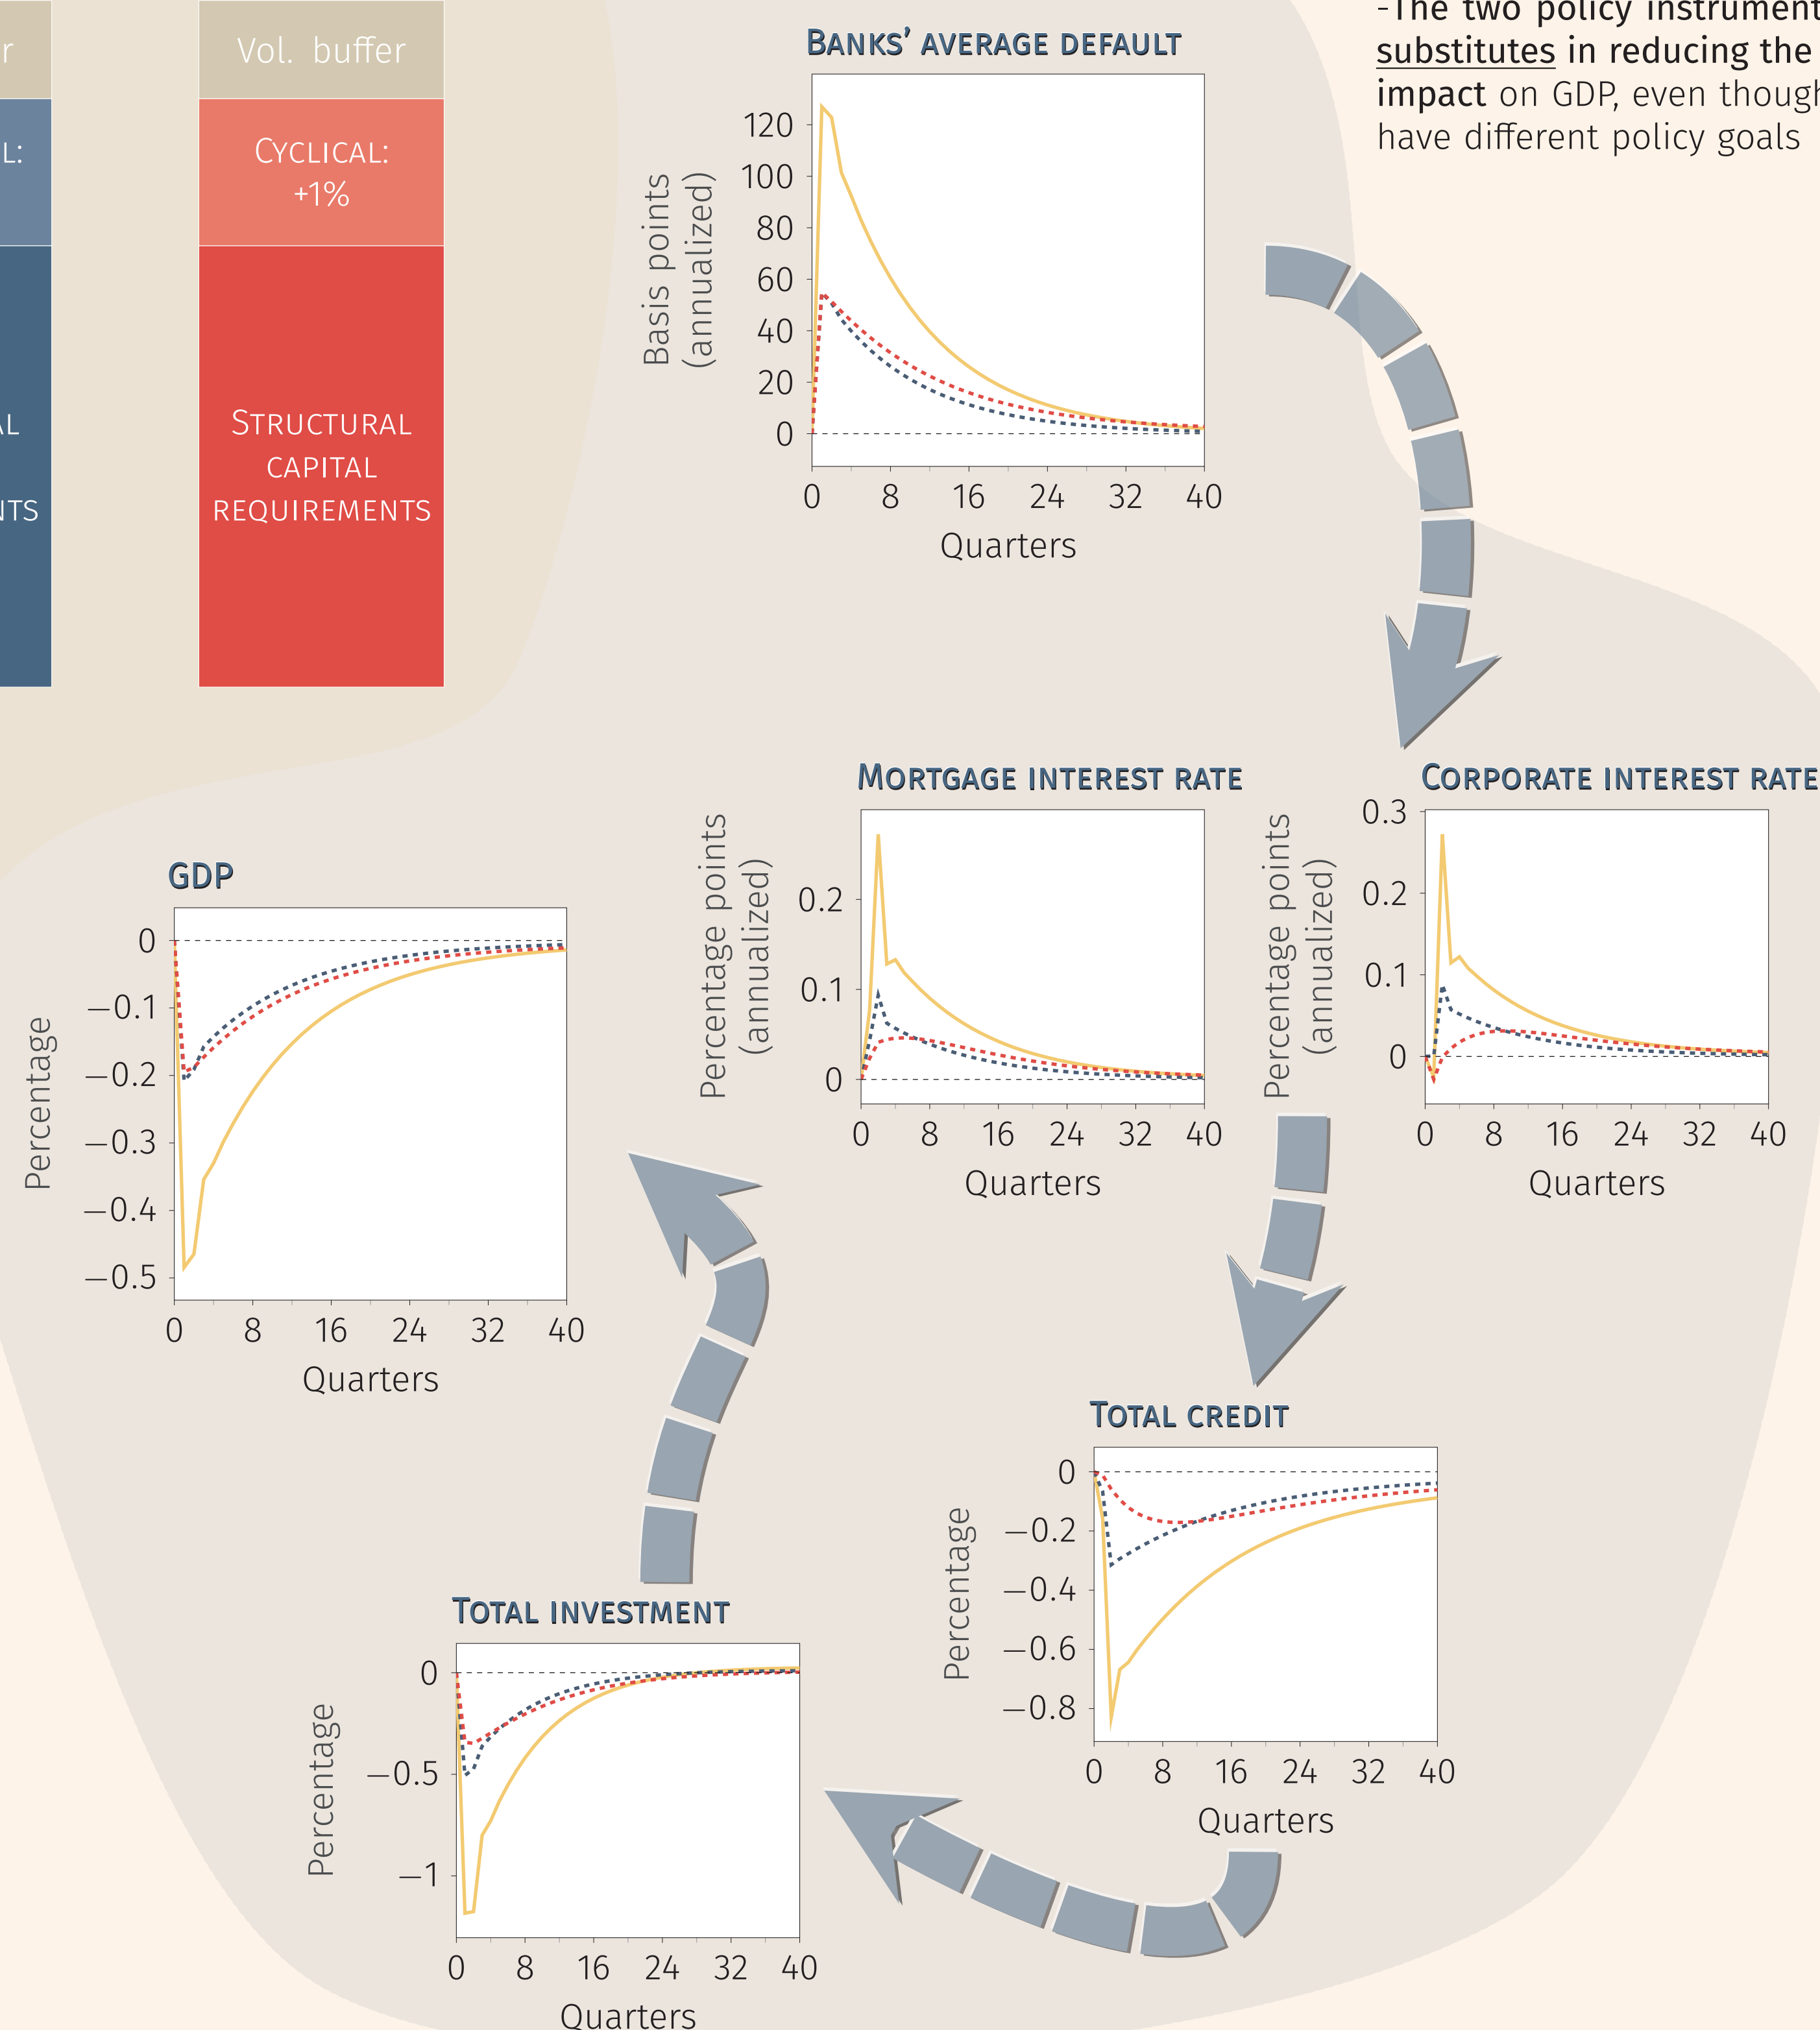 r
L:
AL
NTS
Vol. buffer
CYCLICAL:
+1%
STRUCTURAL
CAPITAL
REQUIREMENTS
-The two policy instrument
substitutes in reducing the
impact on GDP, even though
have different policy goals
BANKS' AVERAGE DEFAULT
Basis points
(annualized)
120
100
80
60
40
20
0
0 8 16 24 32 40
Quarters
MORTGAGE INTEREST RATE
Percentage points
(annualized)
0.2
0.1
0
0 8 16 24 32 40
Quarters
CORPORATE INTEREST RATE
Percentage points
(annualized)
0.3
0.2
0.1
0
0 8 16 24 32 40
Quarters
GDP
Percentage
0
−0.1
−0.2
−0.3
−0.4
−0.5
0 8 16 24 32 40
Quarters
TOTAL CREDIT
Percentage
0
−0.2
−0.4
−0.6
−0.8
0 8 16 24 32 40
Quarters
TOTAL INVESTMENT
Percentage
0
−0.5
−1
0 8 16 24 32 40
Quarters